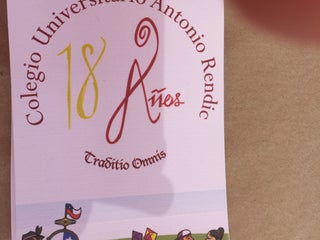 Colegio Universitario Antonio Rendic
18 Años
Traditio Omnis